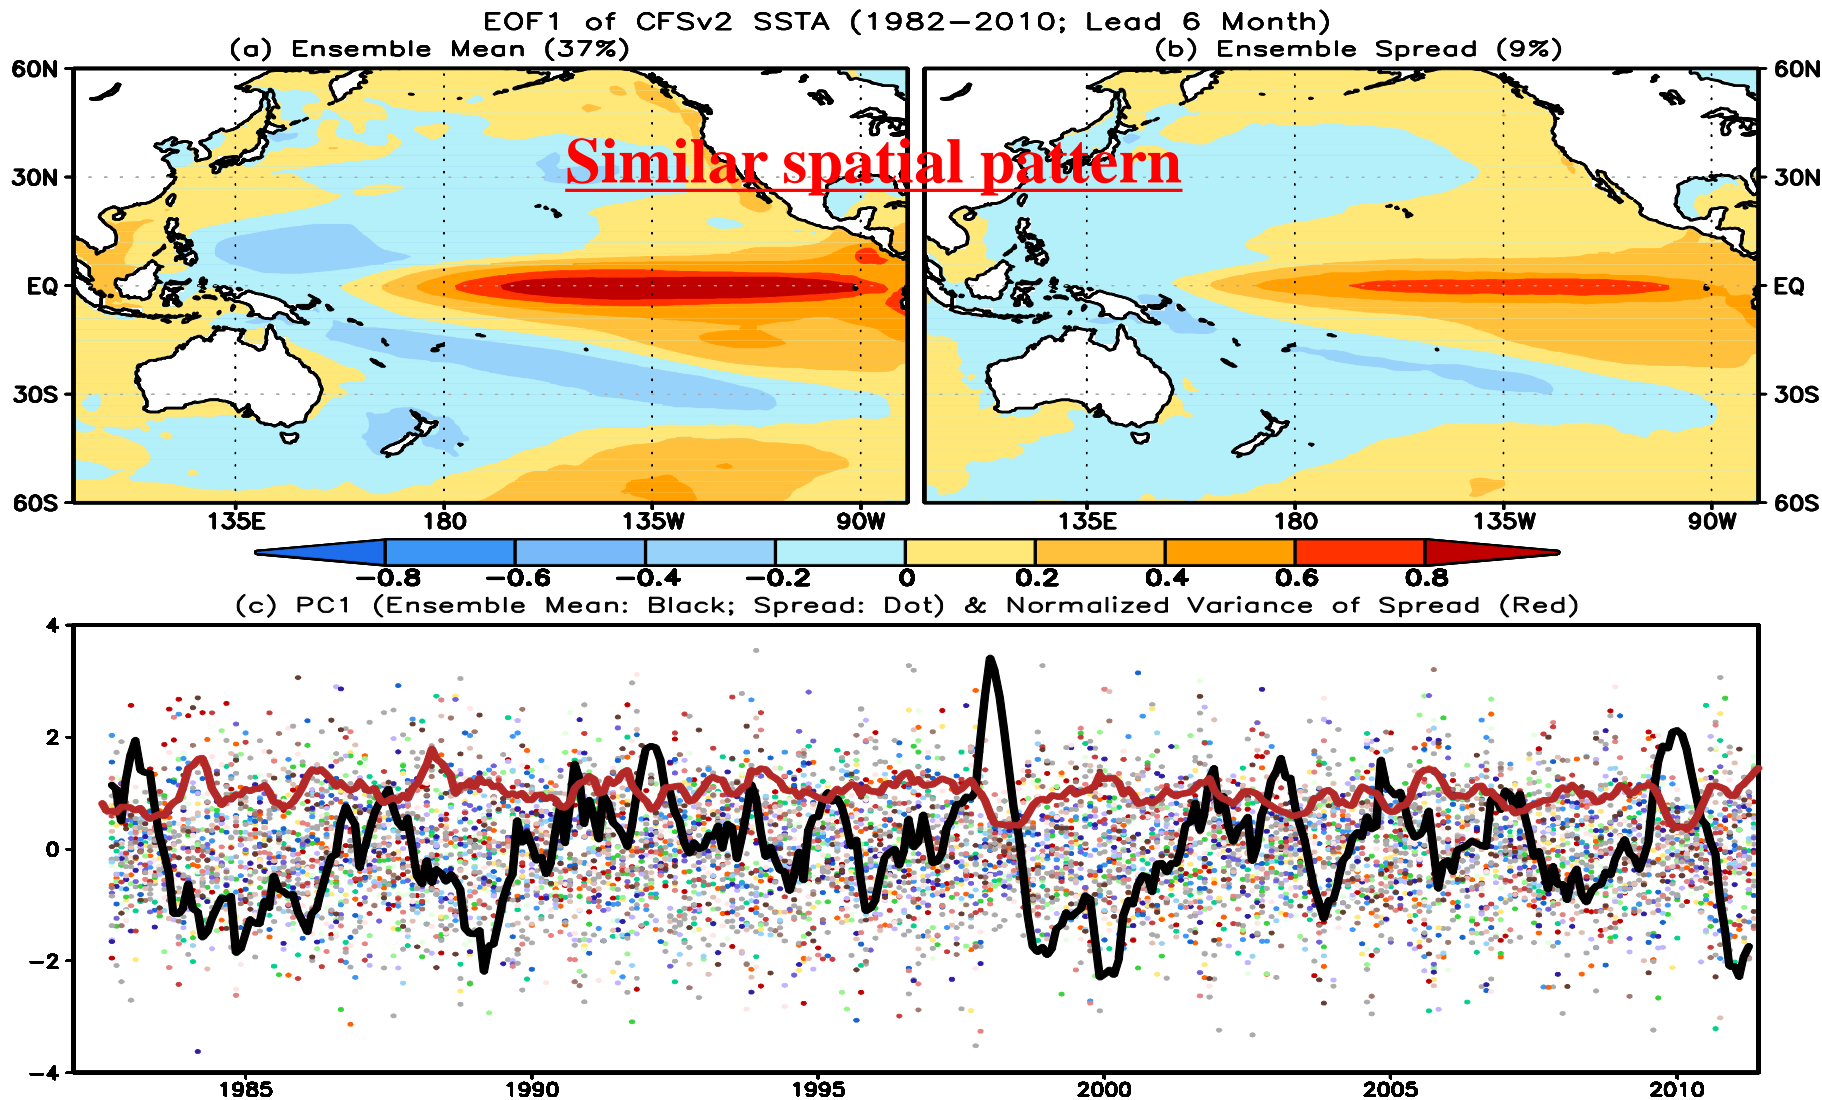 EOF1 of CFSv2 SSTA (1982−2010; Lead 6 Month)
(a) Ensemble Mean (37%)
(b) Ensemble Spread (9%)
60N
60N
Similar spatial pattern
30N
30N
EQ
EQ
30S
30S
60S
60S
135E
180
135W
90W
135E
180
135W
90W
−0.8
−0.6
−0.4
−0.2
0
0.2
0.4
0.6
0.8
(c) PC1 (Ensemble Mean: Black; Spread: Dot) & Normalized Variance of Spread (Red)
4
2
0
−2
−4
1985
1990
1995
2000
2005
2010